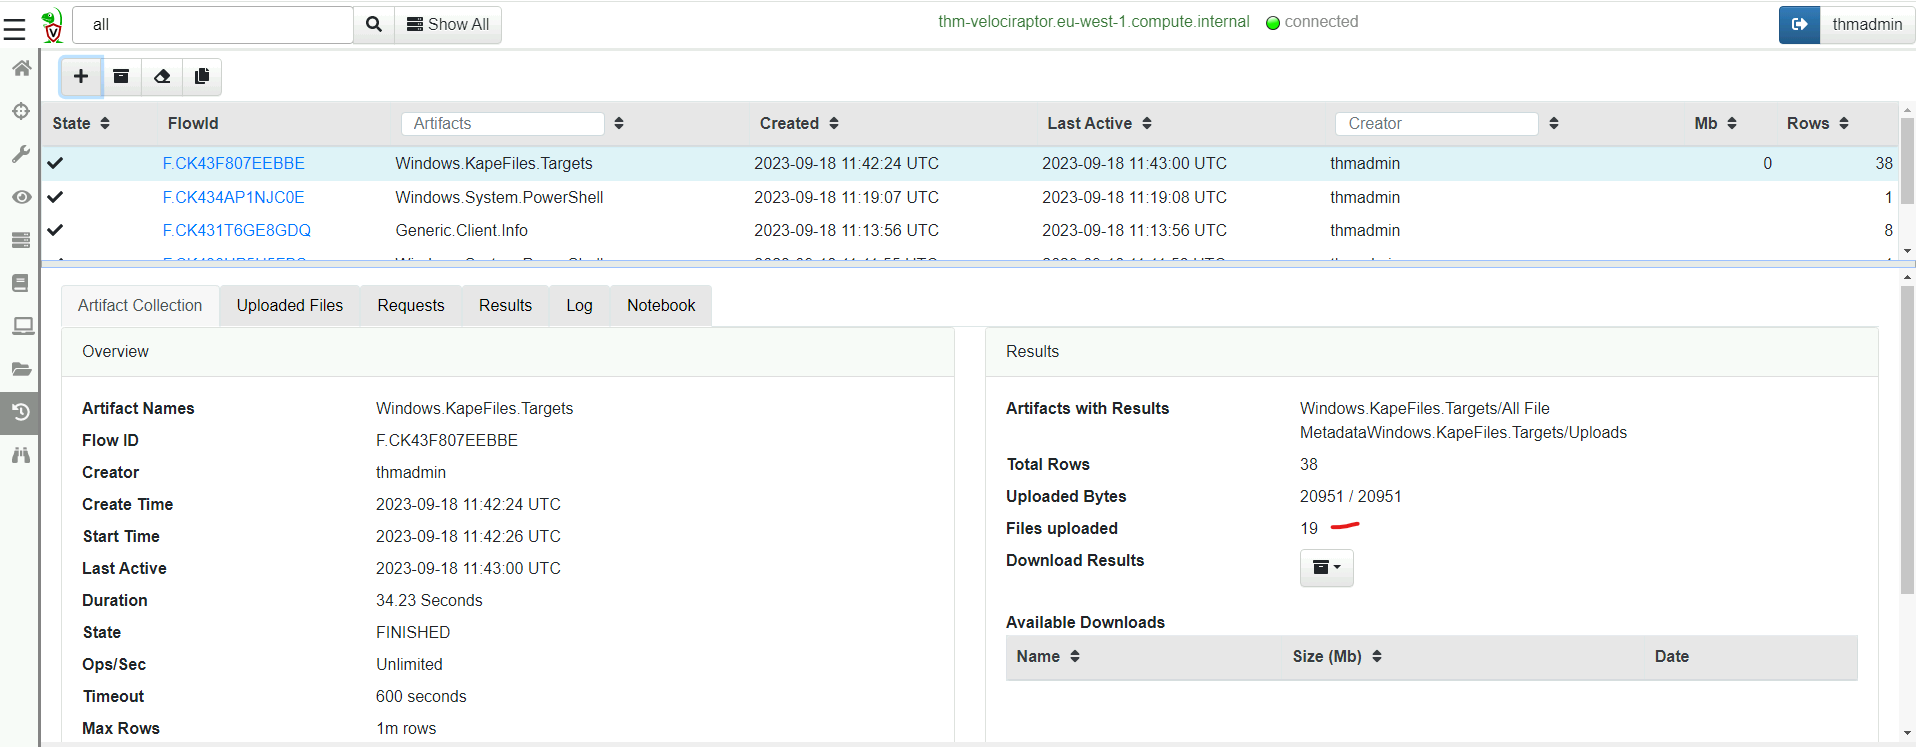 all Show All thm-velociraptor.eu-west-1.compute.internal connected thmadmin
State FlowId Artifacts Created Last Active Creator Mb Rows
F.CK43F807EEBBE Windows.KapeFiles.Targets 2023-09-18 11:42:24 UTC 2023-09-18 11:43:00 UTC thmadmin 0 38
F.CK434AP1NJC0E Windows.System.PowerShell 2023-09-18 11:19:07 UTC 2023-09-18 11:19:08 UTC thmadmin 1
F.CK431T6GE8GDQ Generic.Client.Info 2023-09-18 11:13:56 UTC 2023-09-18 11:13:56 UTC thmadmin 8
Artifact Collection Uploaded Files Requests Results Log Notebook
Overview
Artifact Names Windows.KapeFiles.Targets
Flow ID F.CK43F807EEBBE
Creator thmadmin
Create Time 2023-09-18 11:42:24 UTC
Start Time 2023-09-18 11:42:26 UTC
Last Active 2023-09-18 11:43:00 UTC
Duration 34.23 Seconds
State FINISHED
Ops/Sec Unlimited
Timeout 600 seconds
Max Rows 1m rows
Results
Artifacts with Results Windows.KapeFiles.Targets/All File
MetadataWindows.KapeFiles.Targets/Uploads
Total Rows 38
Uploaded Bytes 20951 / 20951
Files uploaded 19
Download Results
Available Downloads
Name Size (Mb) Date